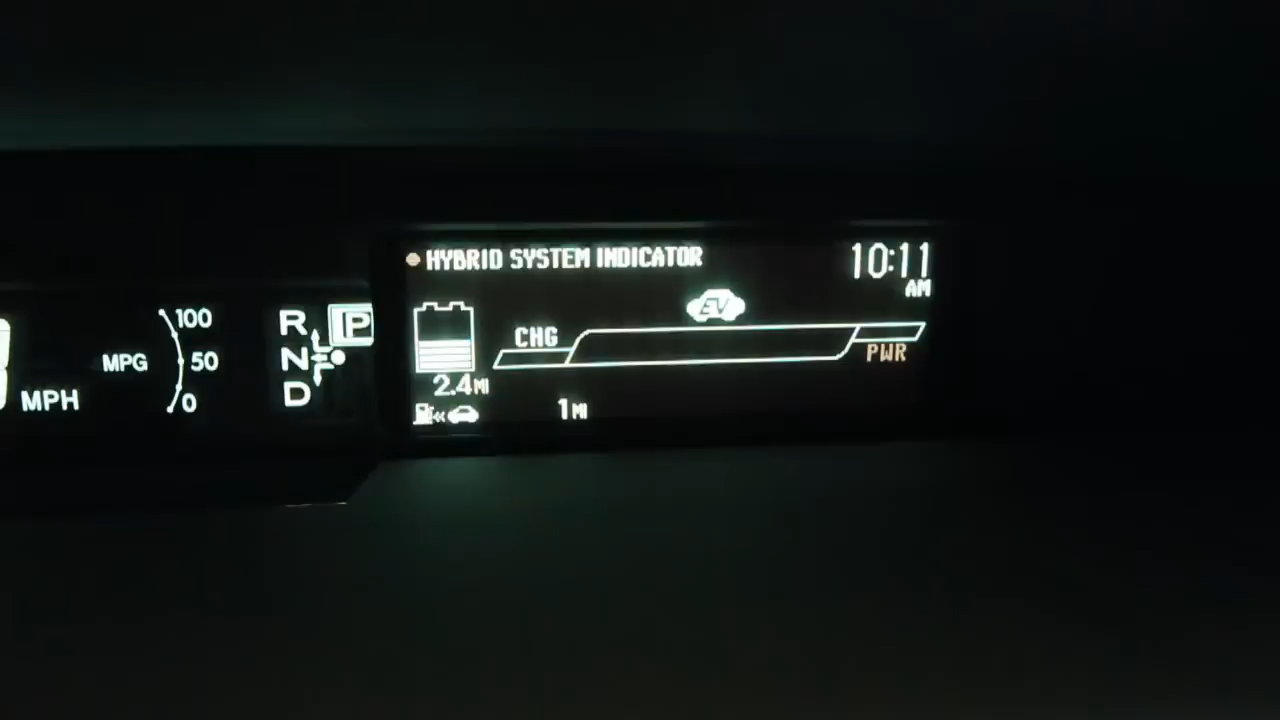 HYBRID SYSTEM INDICATOR
10:11
AM
EV
CHG
PWR
2.4MI
1MI
100
MPG 50
0
MPH
R
P
N
D